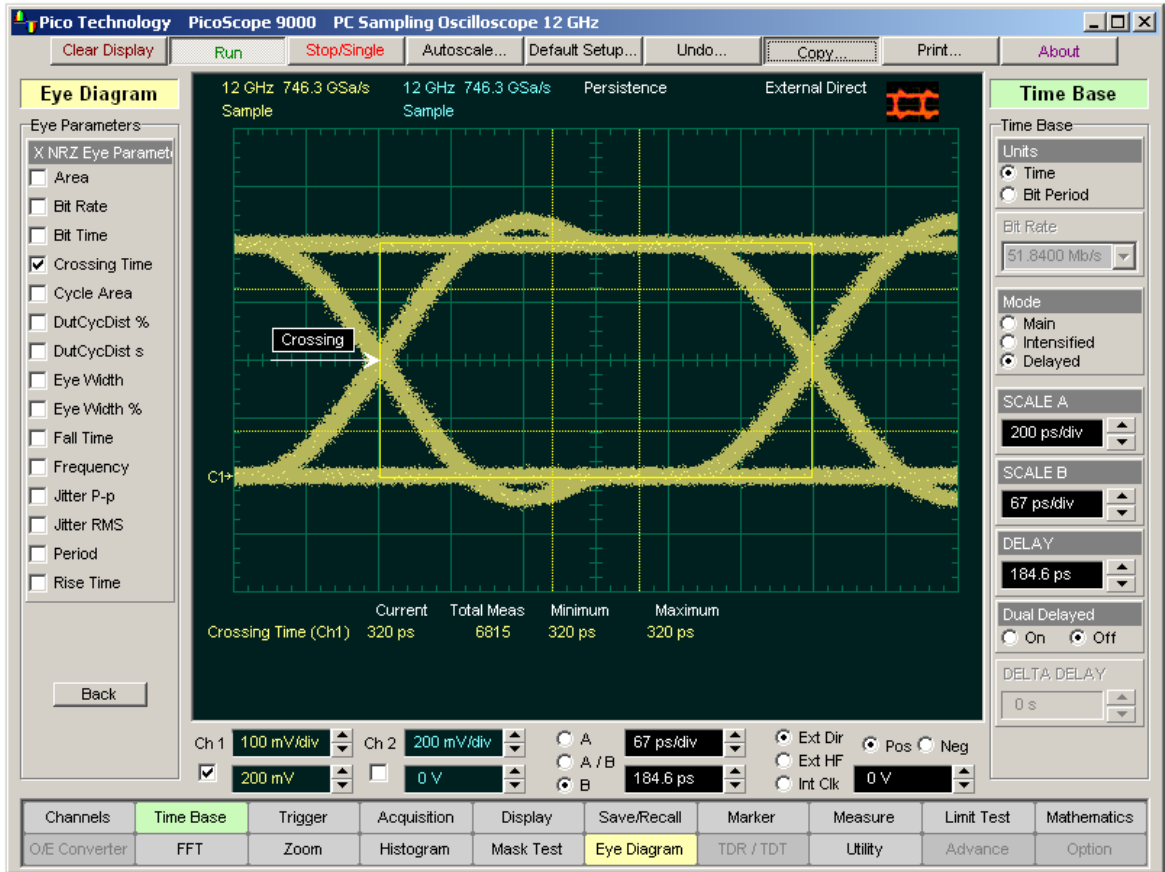 Pico Technology PicoScope 9000 PC Sampling Oscilloscope 12 GHz
Clear Display Run Stop/Single Autoscale... Default Setup... Undo... Copy... Print... About
Eye Diagram
Eye Parameters
X NRZ Eye Paramet
Area
Bit Rate
Bit Time
Crossing Time
Cycle Area
DutCycDist %
DutCycDist s
Eye Width
Eye Width %
Fall Time
Frequency
Jitter P-p
Jitter RMS
Period
Rise Time
Back
12 GHz 746.3 GSa/s 12 GHz 746.3 GSa/s Persistence External Direct
Sample Sample
Crossing
C1
Current Total Meas Minimum Maximum
Crossing Time (Ch1) 320 ps 6815 320 ps 320 ps
Time Base
Time Base
Units
Time
Bit Period
Bit Rate
51.8400 Mb/s
Mode
Main
Intensified
Delayed
SCALE A
200 ps/div
SCALE B
67 ps/div
DELAY
184.6 ps
Dual Delayed
On Off
DELTA DELAY
0 s
Ch 1 100 mV/div Ch 2 200 mV/div A 67 ps/div Ext Dir Pos Neg
A / B Ext HF
200 mV 0 V B 184.6 ps Int Clk 0 V
Channels Time Base Trigger Acquisition Display Save/Recall Marker Measure Limit Test Mathematics
O/E Converter FFT Zoom Histogram Mask Test Eye Diagram TDR / TDT Utility Advance Option